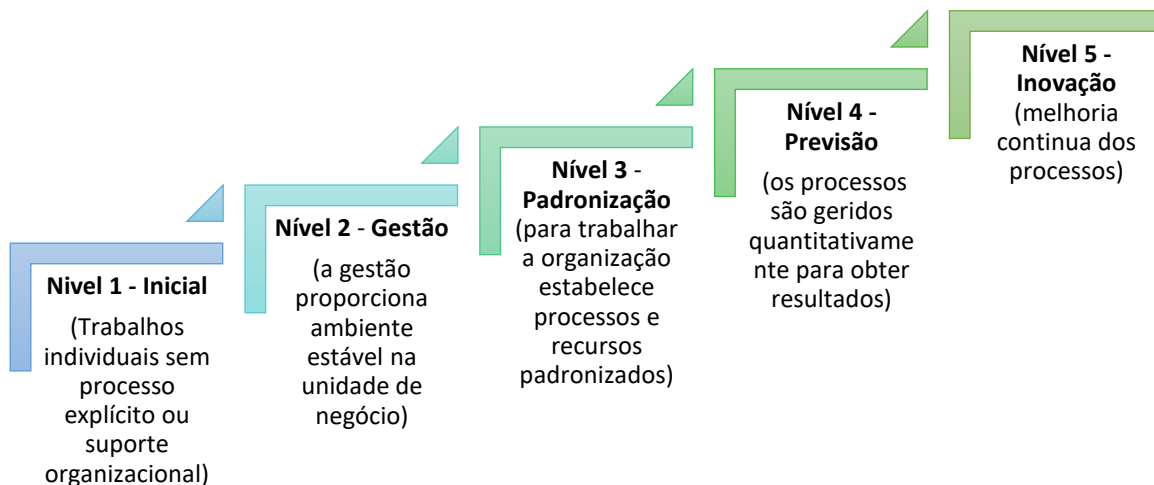 Nivel 1 - Inicial
(Trabalhos
individuais sem
processo
explícito ou
suporte
organizacional)
Nível 2 - Gestão
(a gestão
proporciona
ambiente
estável na
unidade de
negócio)
Nível 3 -
Padronização
(para trabalhar
a organização
estabelece
processos e
recursos
padronizados)
Nível 4 -
Previsão
(os processos
são geridos
quantitativame
nte para obter
resultados)
Nível 5 -
Inovação
(melhoria
continua dos
processos)